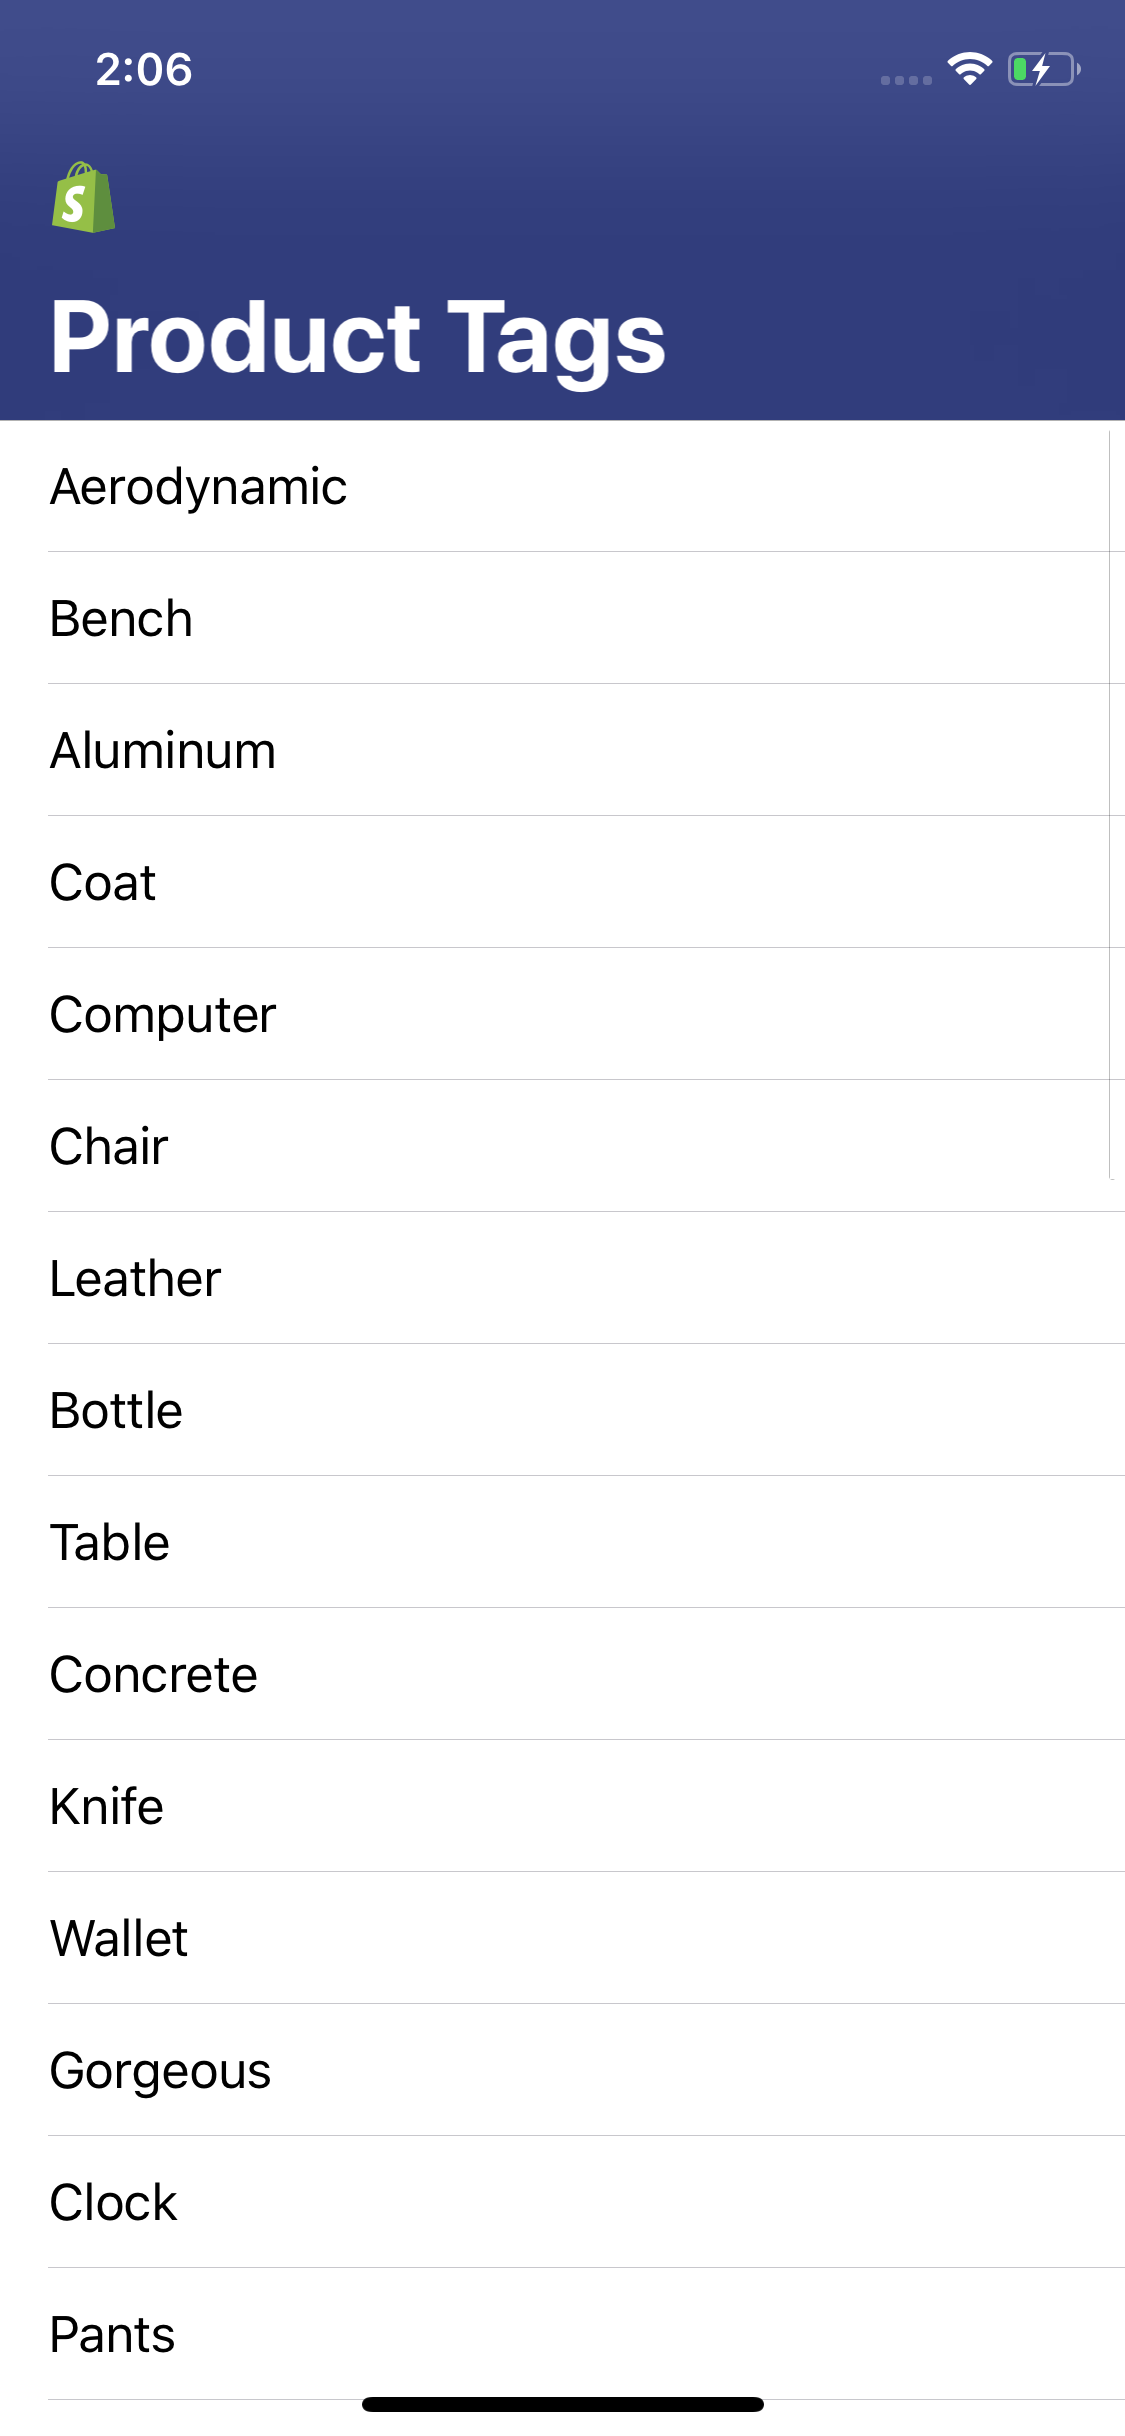 2:06
S
Product Tags
Aerodynamic
Bench
Aluminum
Coat
Computer
Chair
Leather
Bottle
Table
Concrete
Knife
Wallet
Gorgeous
Clock
Pants